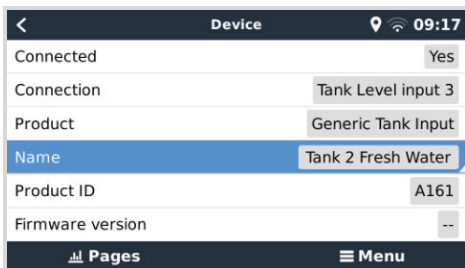 Device 09:17
Connected Yes
Connection Tank Level input 3
Product Generic Tank Input
Name Tank 2 Fresh Water
Product ID A161
Firmware version --
Pages Menu